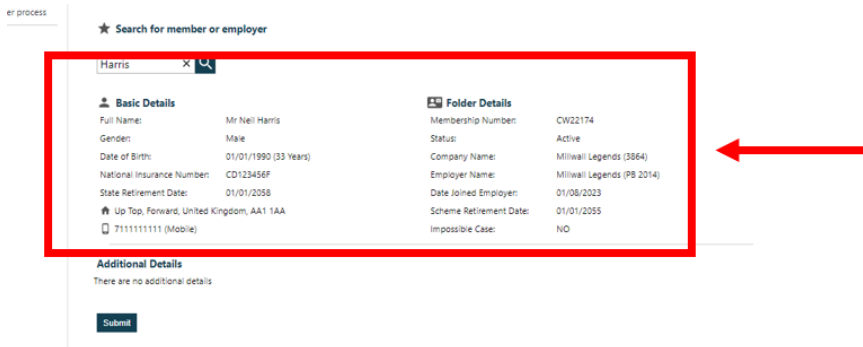 er process
Search for member or employer
Harris ×
Basic Details
Full Name: Mr Neil Harris
Gender: Male
Date of Birth: 01/01/1990 (33 Years)
National Insurance Number: CD123456F
State Retirement Date: 01/01/2058
Up Top, Forward, United Kingdom, AA1 1AA
7111111111 (Mobile)
Folder Details
Membership Number: CW22174
Status: Active
Company Name: Millwall Legends (3864)
Employer Name: Millwall Legends (PB 2014)
Date Joined Employer: 01/08/2023
Scheme Retirement Date: 01/01/2055
Impossible Case: NO
Additional Details
There are no additional details
Submit